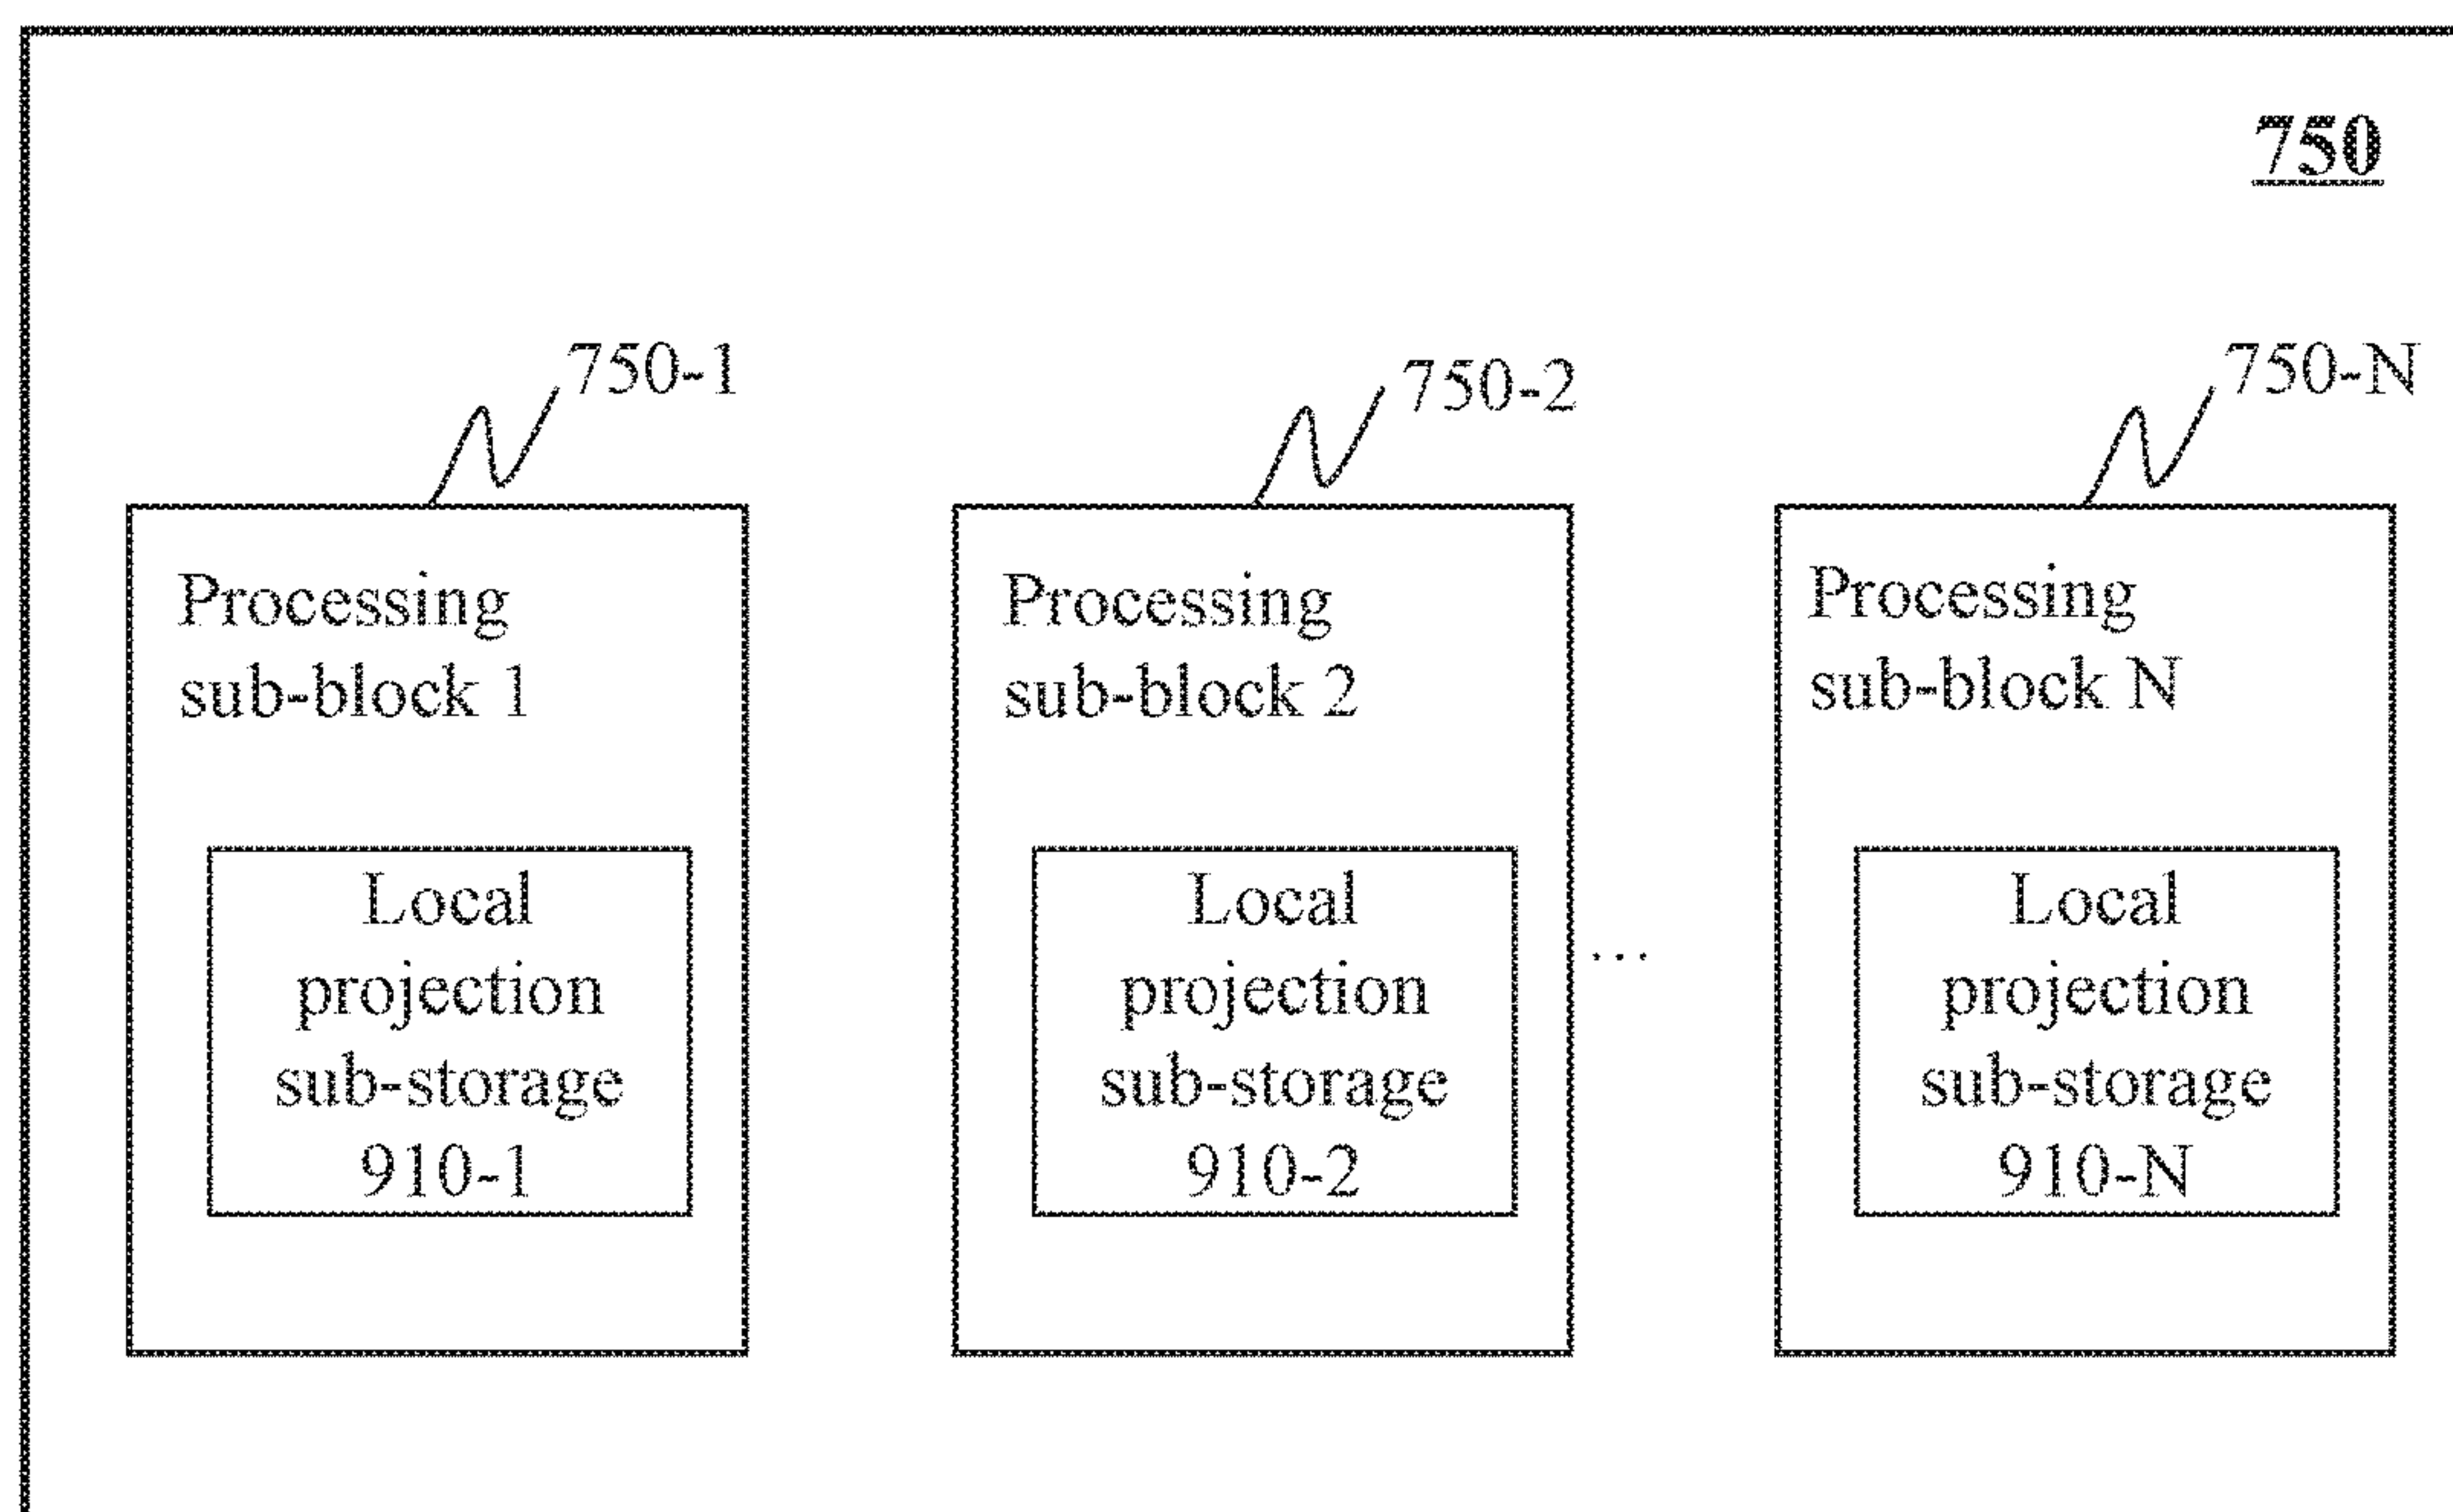 750
750-1
750-2
750-N
Processing
sub-block 1
Local
projection
sub-storage
910-1
Processing
sub-block 2
Local
projection
sub-storage
910-2
...
Processing
sub-block N
Local
projection
sub-storage
910-N